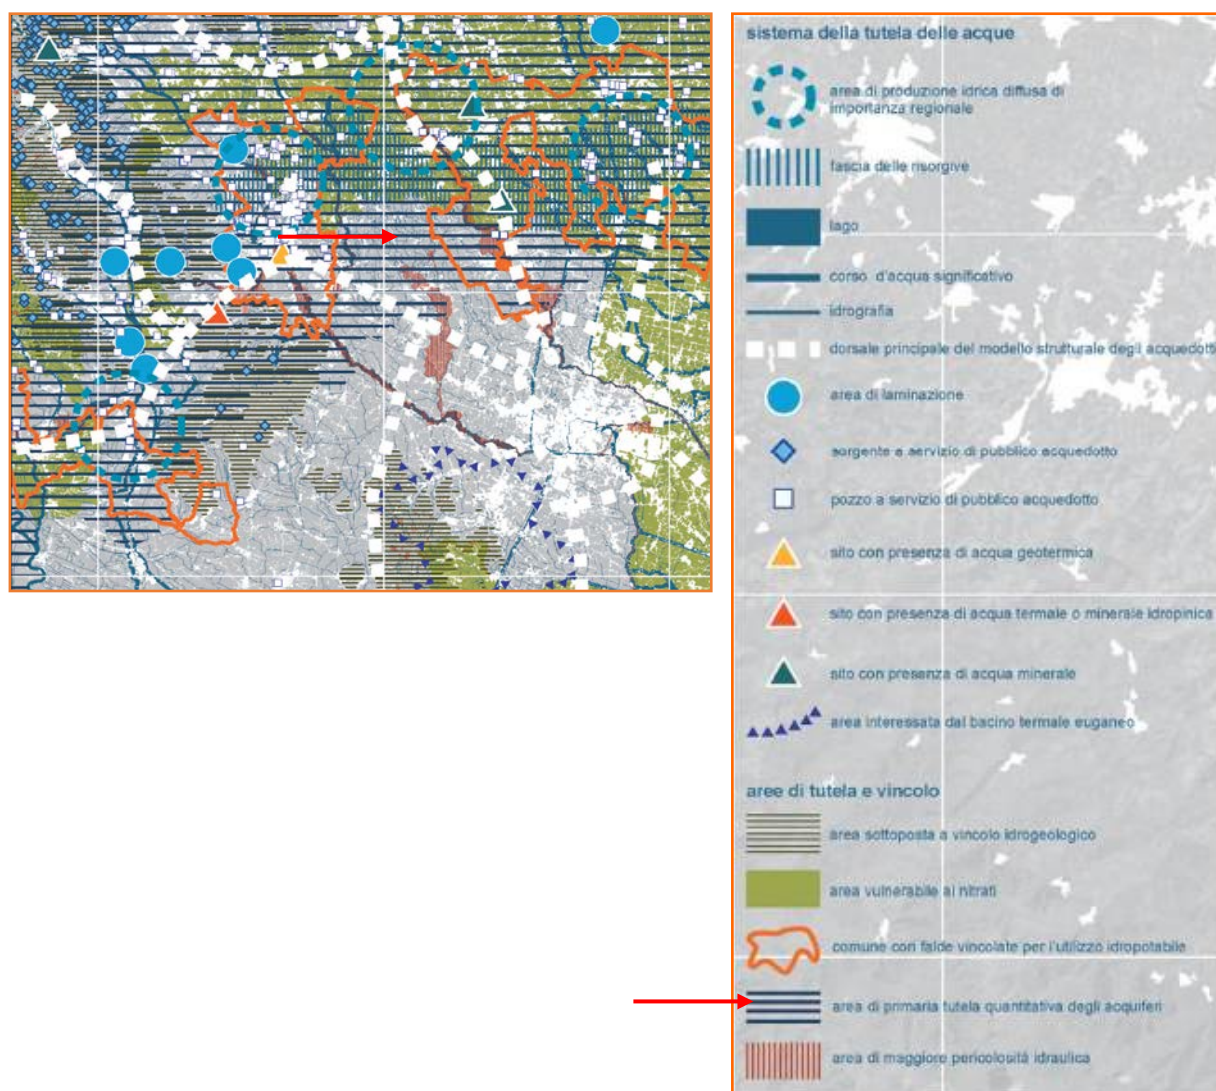 sistema della tutela delle acque
area di produzione idrica diffusa di
importanza regionale
fascia delle risorgive
lago
corso d'acqua significativo
idrografia
dorsale principale del modello strutturale degli acquedotti
area di laminazione
sorgente a servizio di pubblico acquedotto
pozzo a servizio di pubblico acquedotto
sito con presenza di acqua geotermica
sito con presenza di acqua termale o minerale idropinica
sito con presenza di acqua minerale
area interessata dal bacino termale euganeo
aree di tutela e vincolo
area sottoposta a vincolo idrogeologico
area vulnerabile ai nitrati
comune con falde vincolate per l'utilizzo idropotabile
area di primaria tutela quantitativa degli acquiferi
area di maggiore pericolosità idraulica